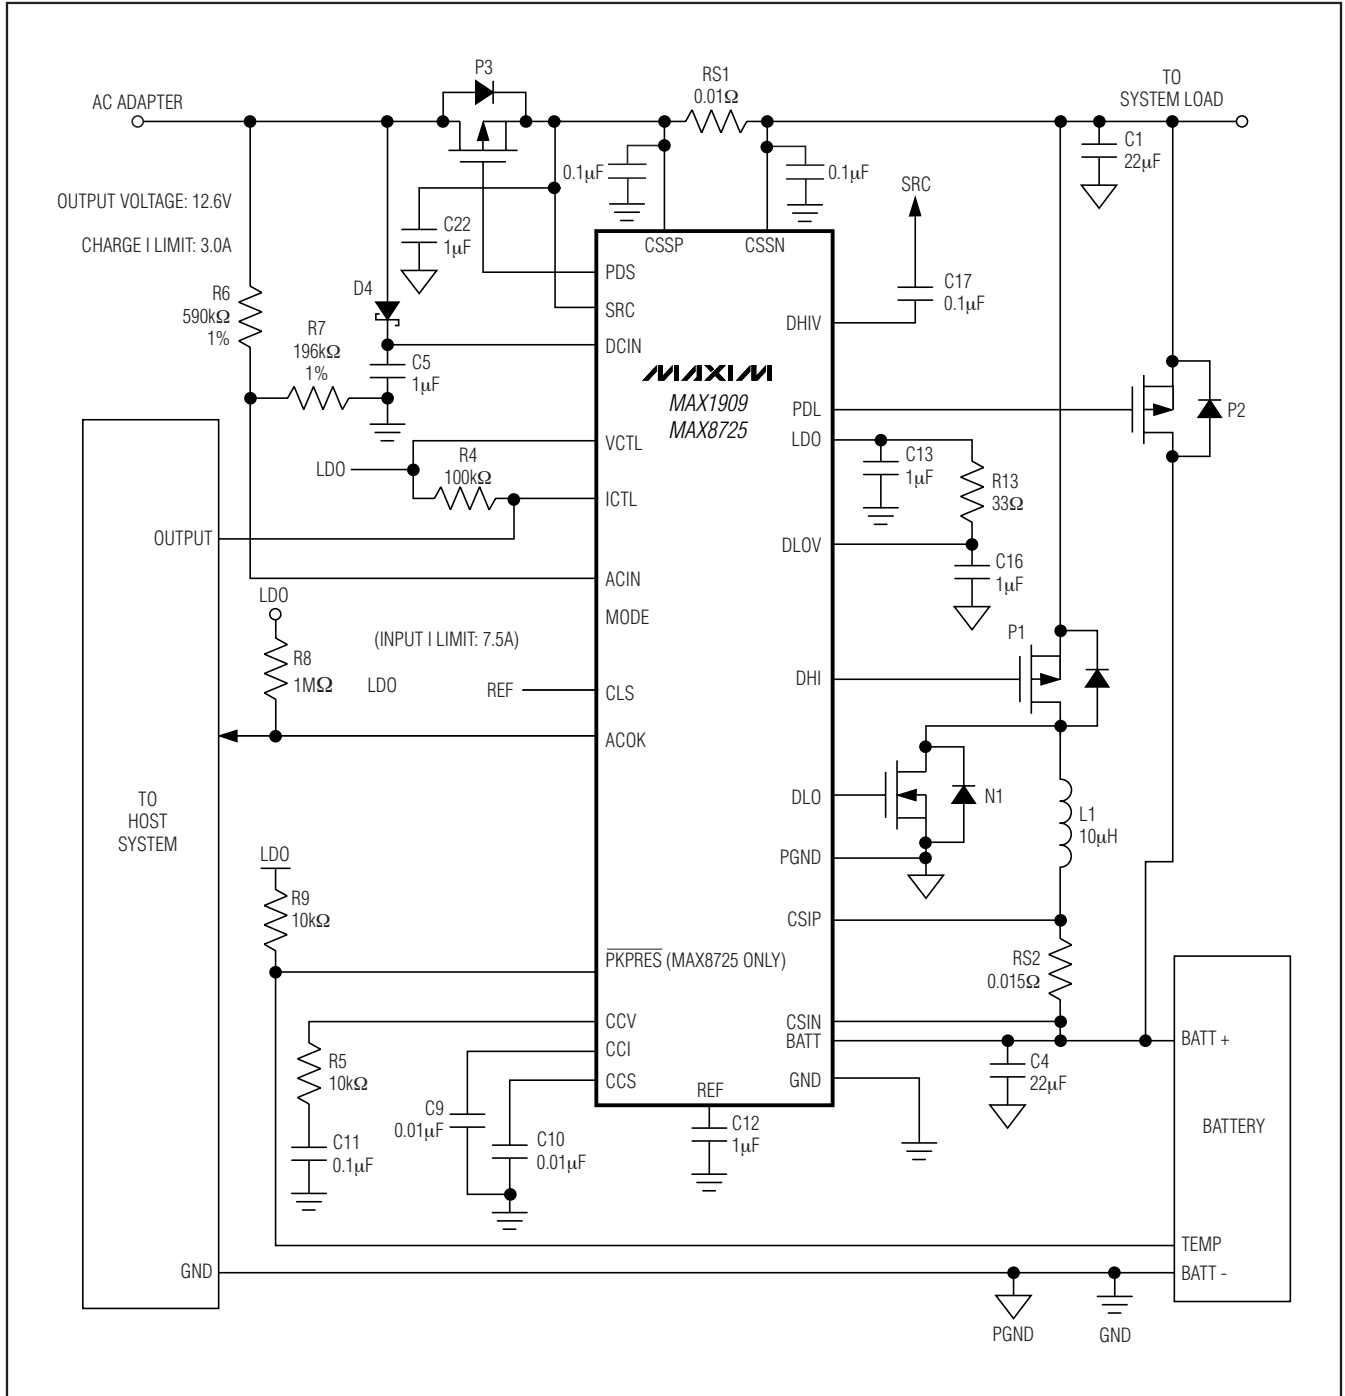 P3
RS1
0.01Ω
TO
SYSTEM LOAD
AC ADAPTER
C1
22μF
0.1μF
0.1μF
SRC
OUTPUT VOLTAGE: 12.6V
CHARGE I LIMIT: 3.0A
C22
1μF
CSSP
CSSN
PDS
C17
0.1μF
D4
R6
590kΩ
1%
SRC
DHIV
R7
196kΩ
1%
DCIN
C5
1μF
MAXIM
MAX1909
MAX8725
PDL
P2
LDO
VCTL
LDO
R4
100kΩ
C13
1μF
R13
33Ω
ICTL
OUTPUT
DLOV
C16
1μF
ACIN
LDO
MODE
(INPUT I LIMIT: 7.5A)
P1
R8
1MΩ
LDO
REF
CLS
DHI
ACOK
TO
HOST
SYSTEM
DLO
N1
L1
10μH
LDO
PGND
R9
10kΩ
CSIP
PKPRES (MAX8725 ONLY)
RS2
0.015Ω
CCV
CSIN
BATT
BATT +
CCI
R5
10kΩ
CCS
GND
C4
22μF
REF
C9
0.01μF
C12
1μF
BATTERY
C11
0.1μF
C10
0.01μF
TEMP
GND
BATT -
PGND
GND